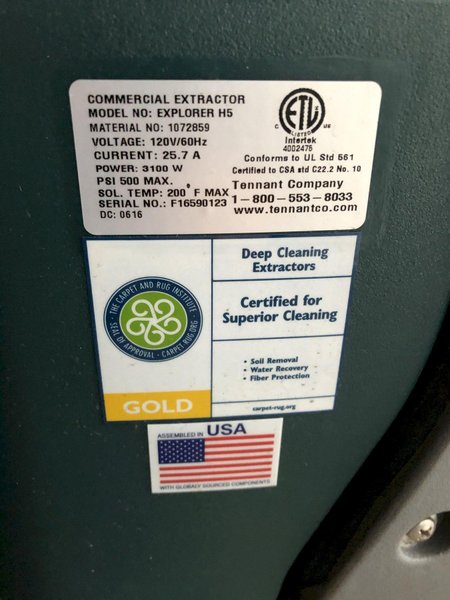 COMMERCIAL EXTRACTOR
MODEL NO: EXPLORER H5
MATERIAL NO: 1072859
VOLTAGE: 120V/60Hz
CURRENT: 25.7 A
POWER: 3100 W
PSI 500 MAX.
SOL. TEMP: 200° F MAX
SERIAL NO.: F16590123
DC: 0616
ETL
C LISTED US
Intertek
4002475
Conforms to UL Std 561
Certified to CSA std C22.2 No. 10
Tennant Company
1-800-553-8033
www.tennantco.com
THE CARPET AND RUG INSTITUTE
SEAL OF APPROVAL · CARPET-RUG.ORG
GOLD
Deep Cleaning
Extractors
Certified for
Superior Cleaning
• Soil Removal
• Water Recovery
• Fiber Protection
carpet-rug.org
ASSEMBLED IN USA
WITH GLOBALLY SOURCED COMPONENTS